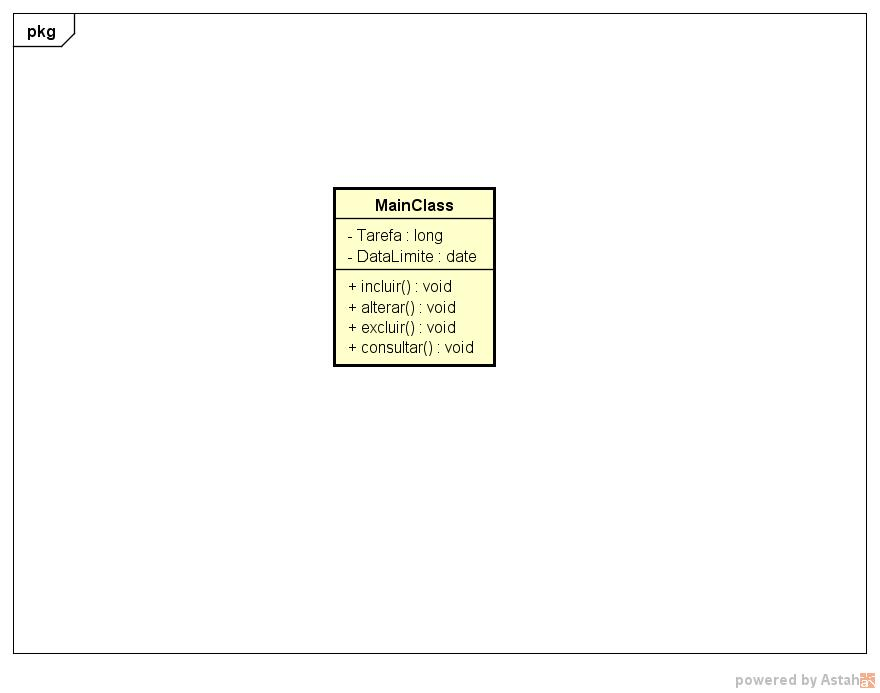 pkg
MainClass
- Tarefa : long
- DataLimite : date
+ incluir() : void
+ alterar() : void
+ excluir() : void
+ consultar() : void
powered by Astah